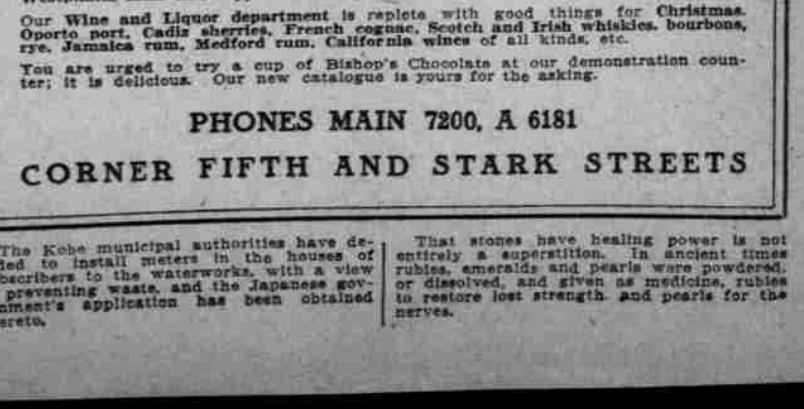 Our Wine and Liquor department is replete with good things for Christmas.
Oporto port, Cadiz sherries, French cognac, Scotch and Irish whiskies, bourbons,
rye, Jamaica rum, Medford rum, California wines of all kinds, etc.
You are urged to try a cup of Bishop's Chocolate at our demonstration coun-
ter; it is delicious. Our new catalogue is yours for the asking.
PHONES MAIN 7200, A 6181
CORNER FIFTH AND STARK STREETS
The Kobe municipal authorities have de-
ded to install meters in the houses of
bscribers to the waterworks, with a view
preventing waste, and the Japanese gov-
nment's application has been obtained
ereto.
That stones have healing power is not
entirely a superstition. In ancient times
rubies, emeralds and pearls were powdered,
or dissolved, and given as medicine, rubies
to restore lost strength and pearls for the
nerves.